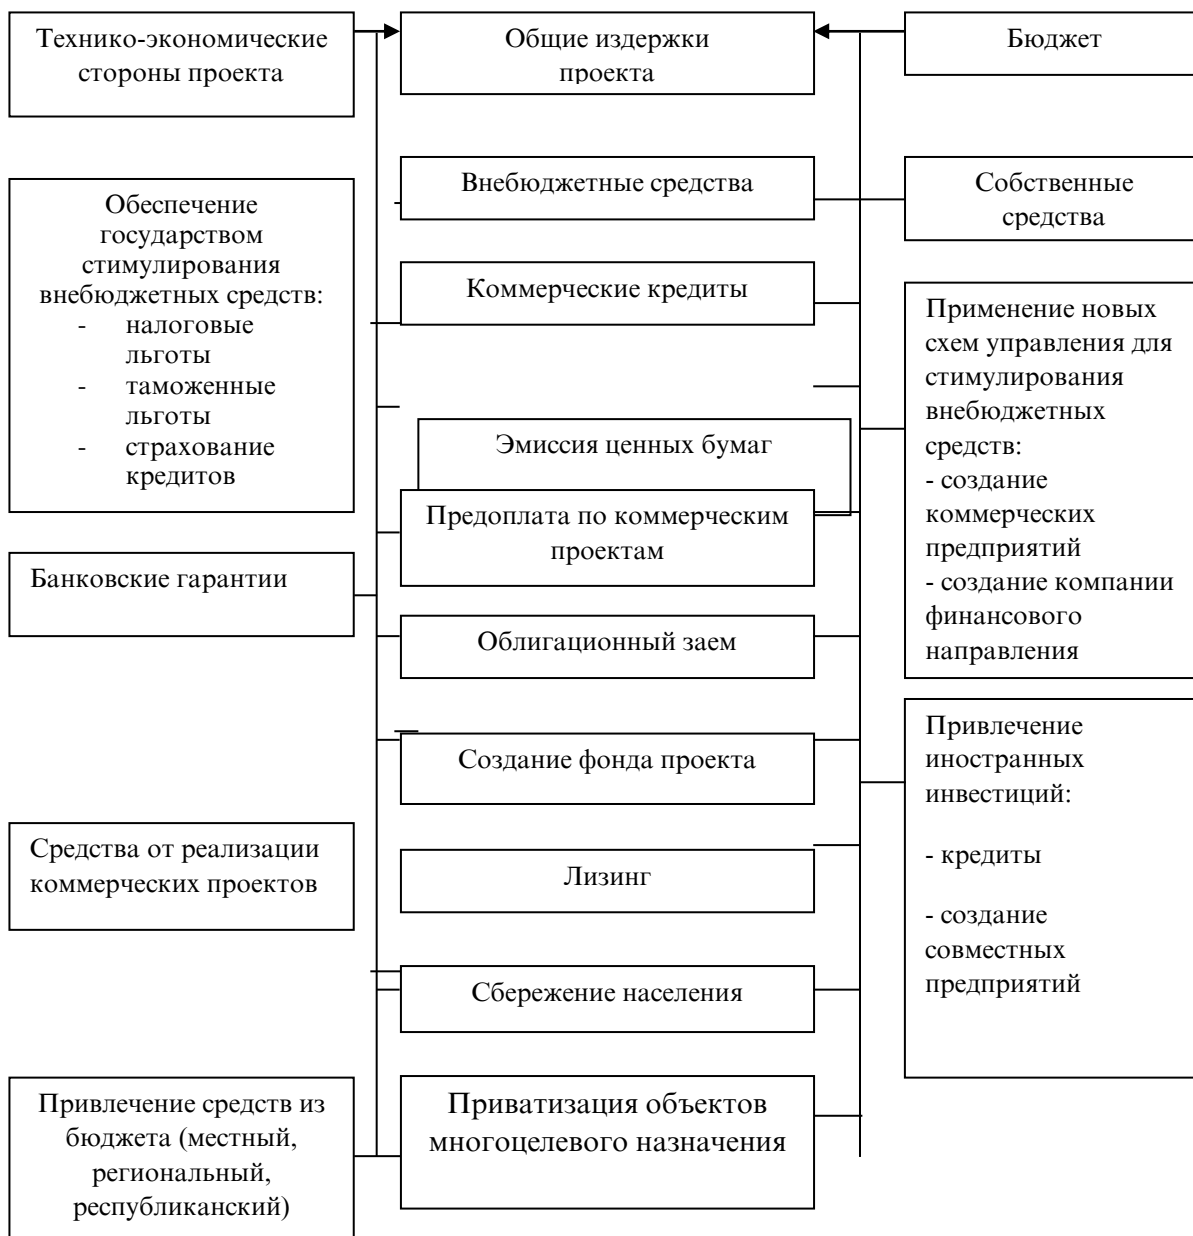 Технико-экономические
стороны проекта
Общие издержки
проекта
Бюджет
Внебюджетные средства
Собственные
средства
Обеспечение
государством
стимулирования
внебюджетных средств:
- налоговые
льготы
- таможенные
льготы
- страхование
кредитов
Коммерческие кредиты
Применение новых
схем управления для
стимулирования
внебюджетных
средств:
- создание
коммерческих
предприятий
- создание компании
финансового
направления
Эмиссия ценных бумаг
Предоплата по коммерческим
проектам
Банковские гарантии
Облигационный заем
Создание фонда проекта
Привлечение
иностранных
инвестиций:
- кредиты
- создание
совместных
предприятий
Средства от реализации
коммерческих проектов
Лизинг
Сбережение населения
Привлечение средств из
бюджета (местный,
региональный,
республиканский)
Приватизация объектов
многоцелевого назначения